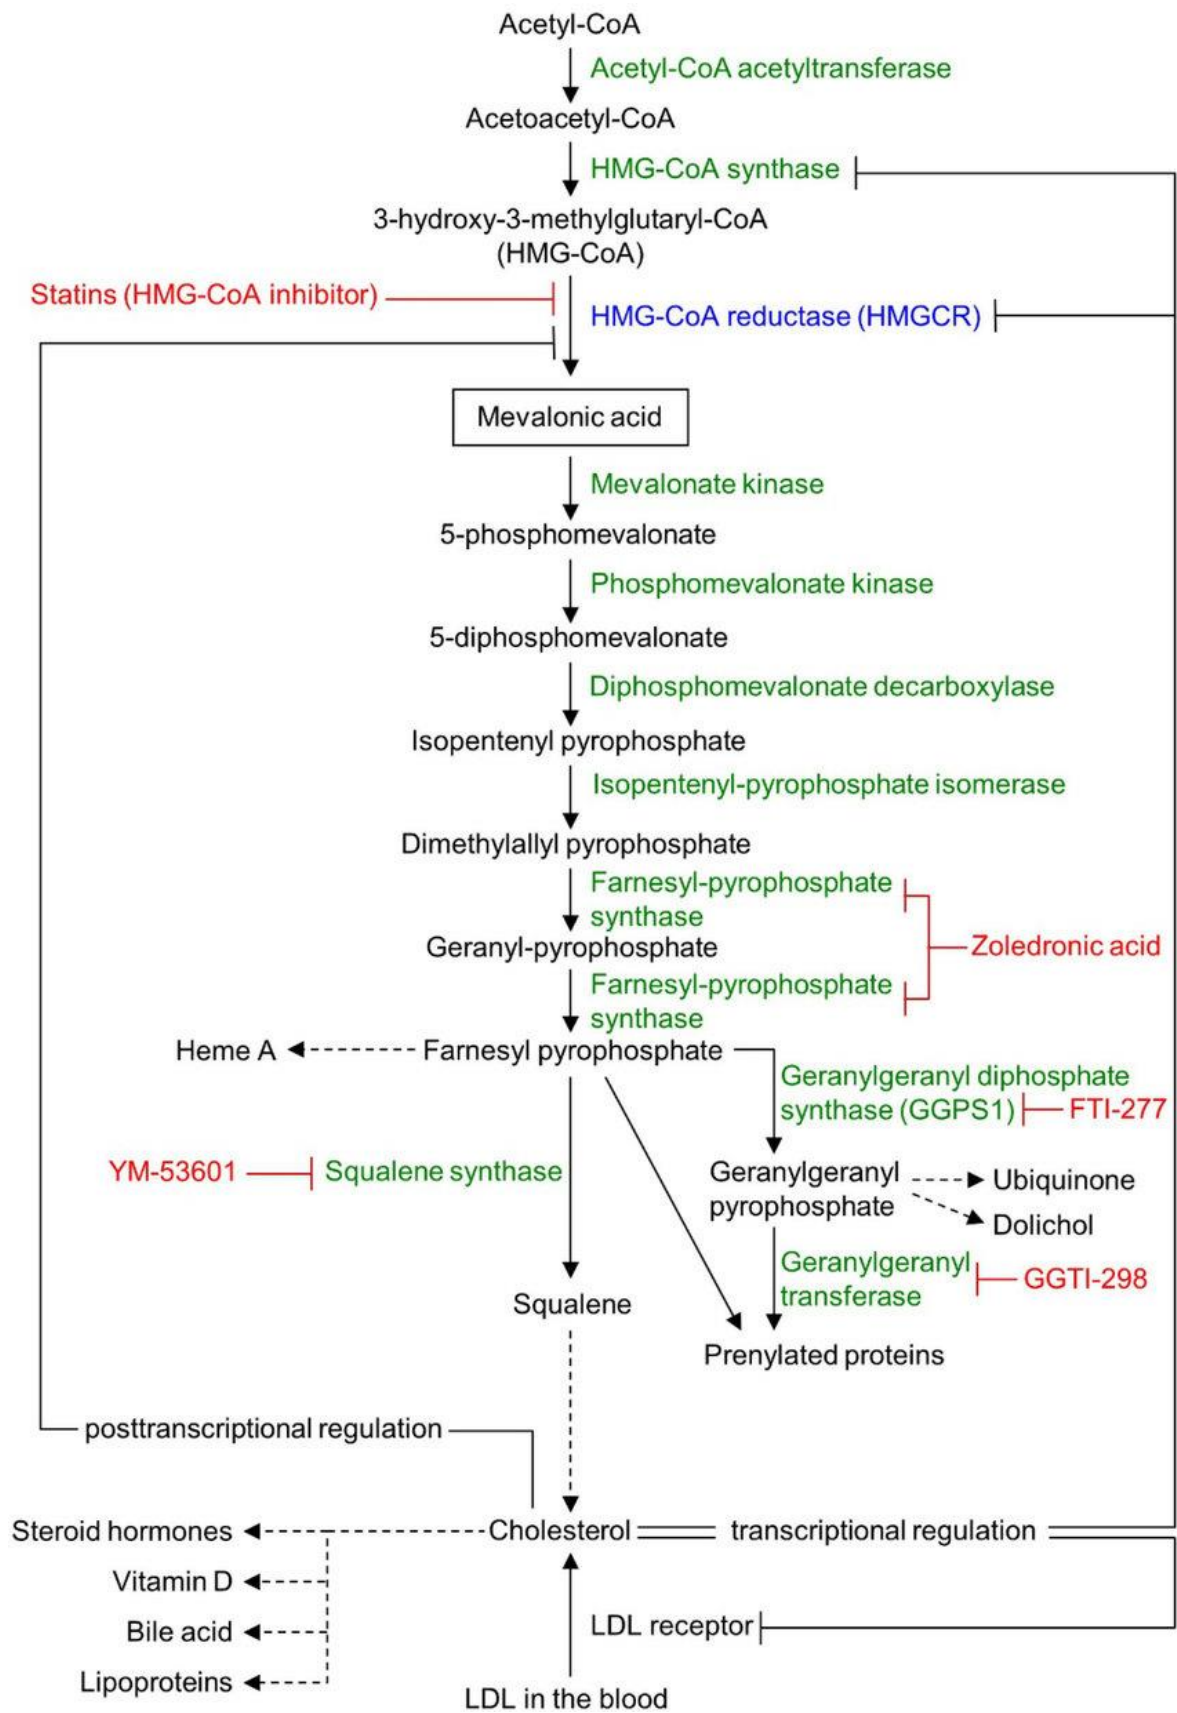 Acetyl-CoA
Acetyl-CoA acetyltransferase
Acetoacetyl-CoA
HMG-CoA synthase
3-hydroxy-3-methylglutaryl-CoA
(HMG-CoA)
Statins (HMG-CoA inhibitor)
HMG-CoA reductase (HMGCR)
Mevalonic acid
Mevalonate kinase
5-phosphomevalonate
Phosphomevalonate kinase
5-diphosphomevalonate
Diphosphomevalonate decarboxylase
Isopentenyl pyrophosphate
Isopentenyl-pyrophosphate isomerase
Dimethylallyl pyrophosphate
Farnesyl-pyrophosphate
synthase
Zoledronic acid
Geranyl-pyrophosphate
Farnesyl-pyrophosphate
synthase
Heme A
Farnesyl pyrophosphate
Geranylgeranyl diphosphate
synthase (GGPS1)
FTI-277
YM-53601
Squalene synthase
Geranylgeranyl
pyrophosphate
Ubiquinone
Dolichol
Geranylgeranyl
transferase
GGTI-298
Squalene
Prenylated proteins
posttranscriptional regulation
Steroid hormones
Cholesterol
transcriptional regulation
Vitamin D
Bile acid
LDL receptor
Lipoproteins
LDL in the blood